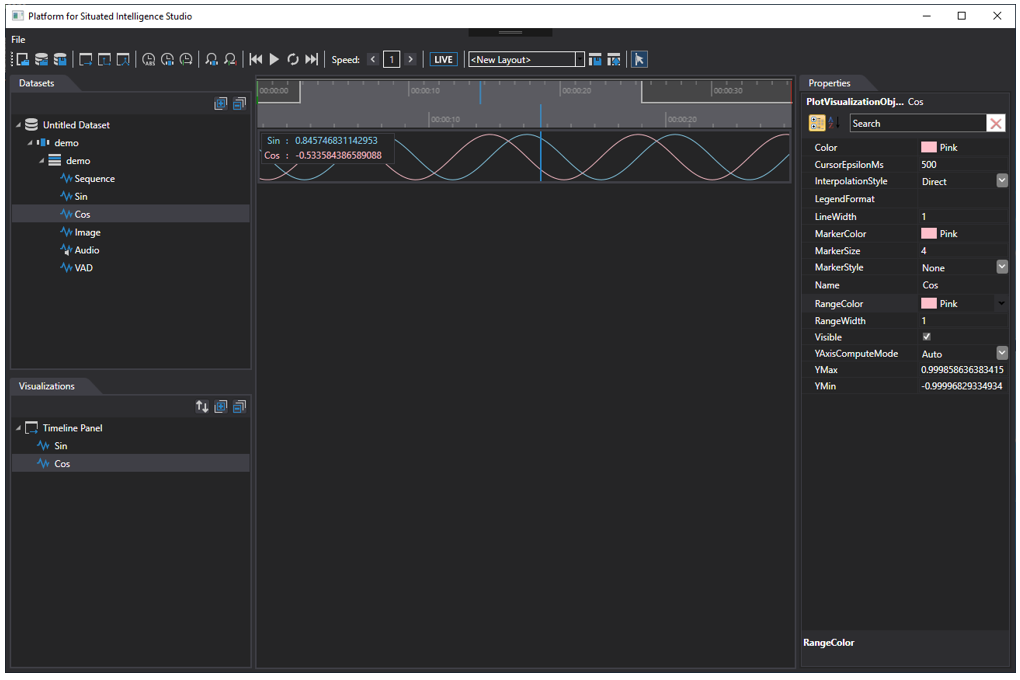 Platform for Situated Intelligence Studio
File
Speed: 1 LIVE <New Layout>
Datasets
Untitled Dataset
demo
demo
Sequence
Sin
Cos
Image
Audio
VAD
Visualizations
Timeline Panel
Sin
Cos
00:00:00 00:00:10 00:00:20 00:00:30
00:00:10 00:00:20
Sin : 0.845746831142953
Cos : -0.533584386589088
Properties
PlotVisualizationObj... Cos
Search
Color Pink
CursorEpsilonMs 500
InterpolationStyle Direct
LegendFormat
LineWidth 1
MarkerColor Pink
MarkerSize 4
MarkerStyle None
Name Cos
RangeColor Pink
RangeWidth 1
Visible
YAxisComputeMode Auto
YMax 0.999858636383415
YMin -0.99996829334934
RangeColor